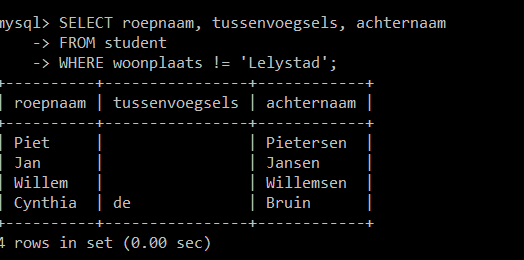 mysql> SELECT roepnaam, tussenvoegsels, achternaam
    -> FROM student
    -> WHERE woonplaats != 'Lelystad';
+----------+----------------+------------+
| roepnaam | tussenvoegsels | achternaam |
+----------+----------------+------------+
| Piet     |                | Pietersen  |
| Jan      |                | Jansen     |
| Willem   |                | Willemsen  |
| Cynthia  | de             | Bruin      |
+----------+----------------+------------+
4 rows in set (0.00 sec)